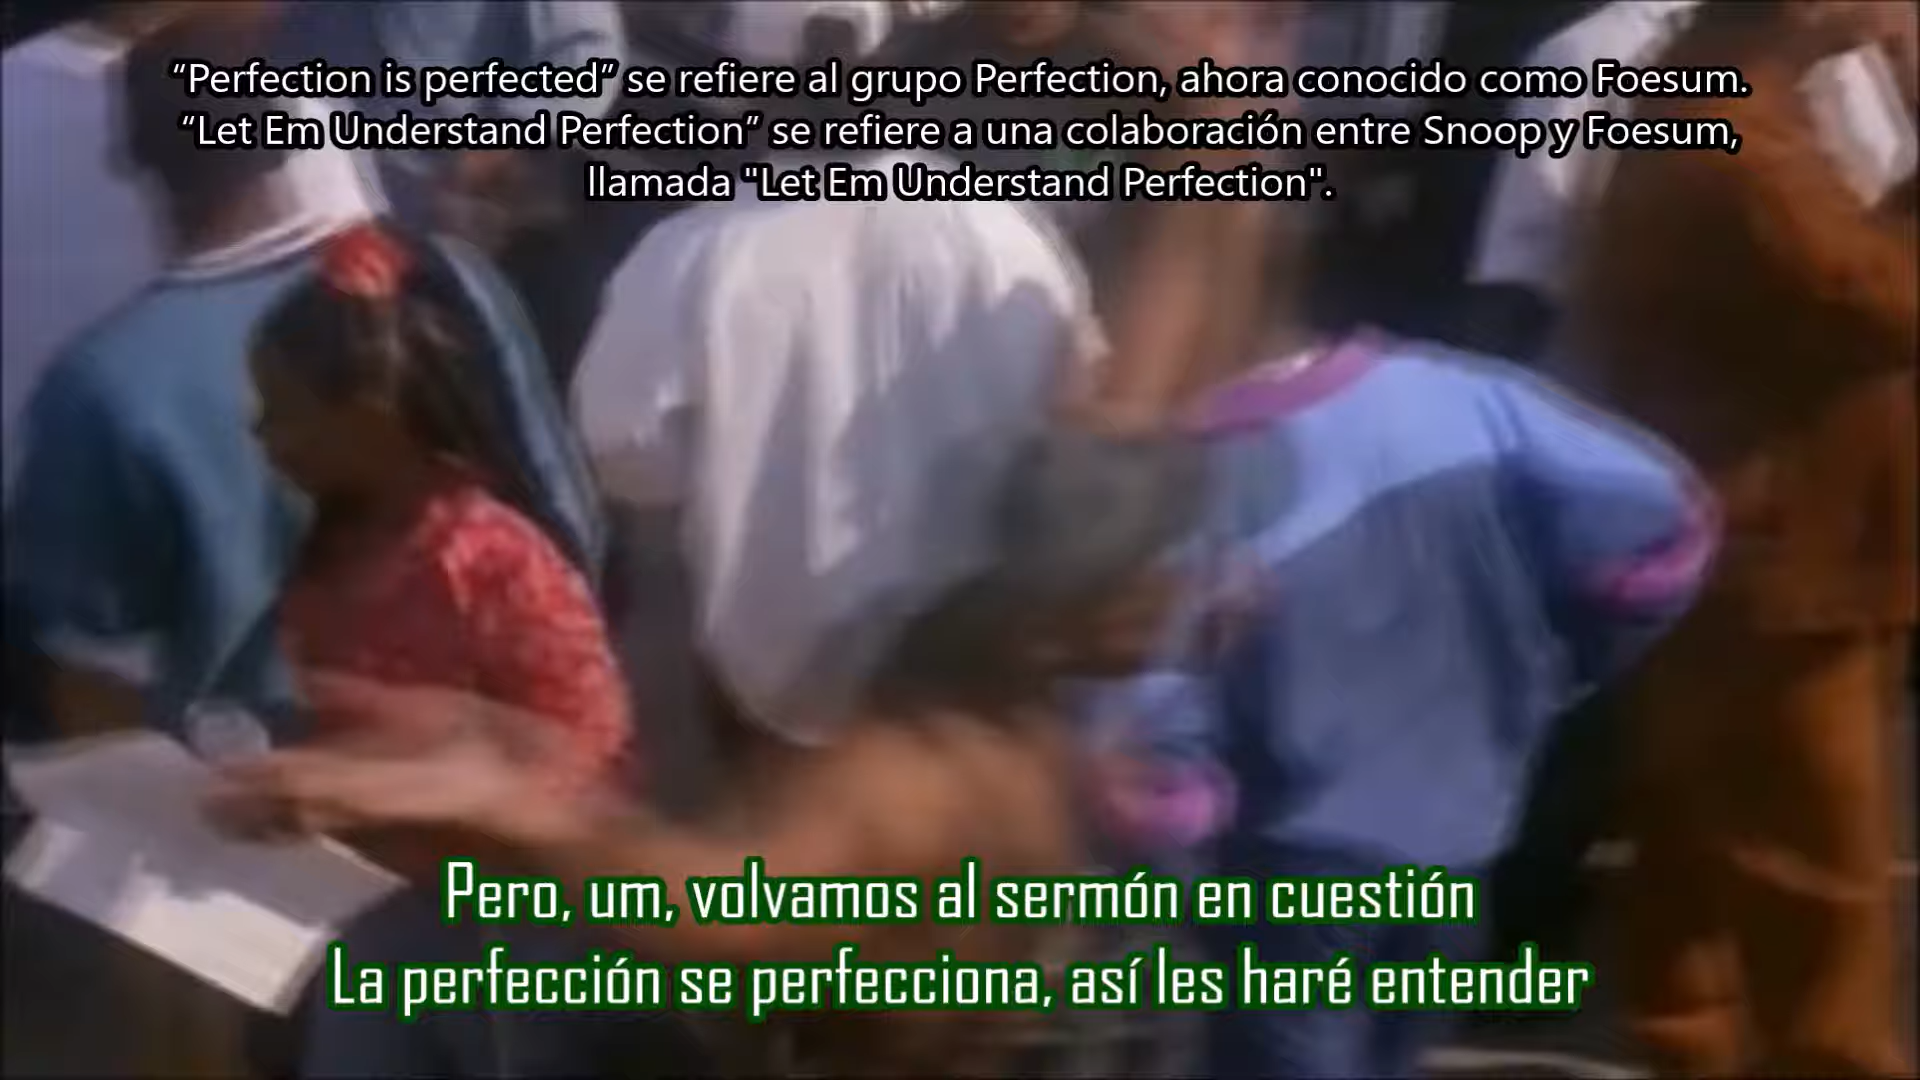 “Perfection is perfected” se refiere al grupo Perfection, ahora conocido como Foesum.
“Let Em Understand Perfection” se refiere a una colaboración entre Snoop y Foesum,
llamada "Let Em Understand Perfection".
Pero, um, volvamos al sermón en cuestión
La perfección se perfecciona, así les haré entender